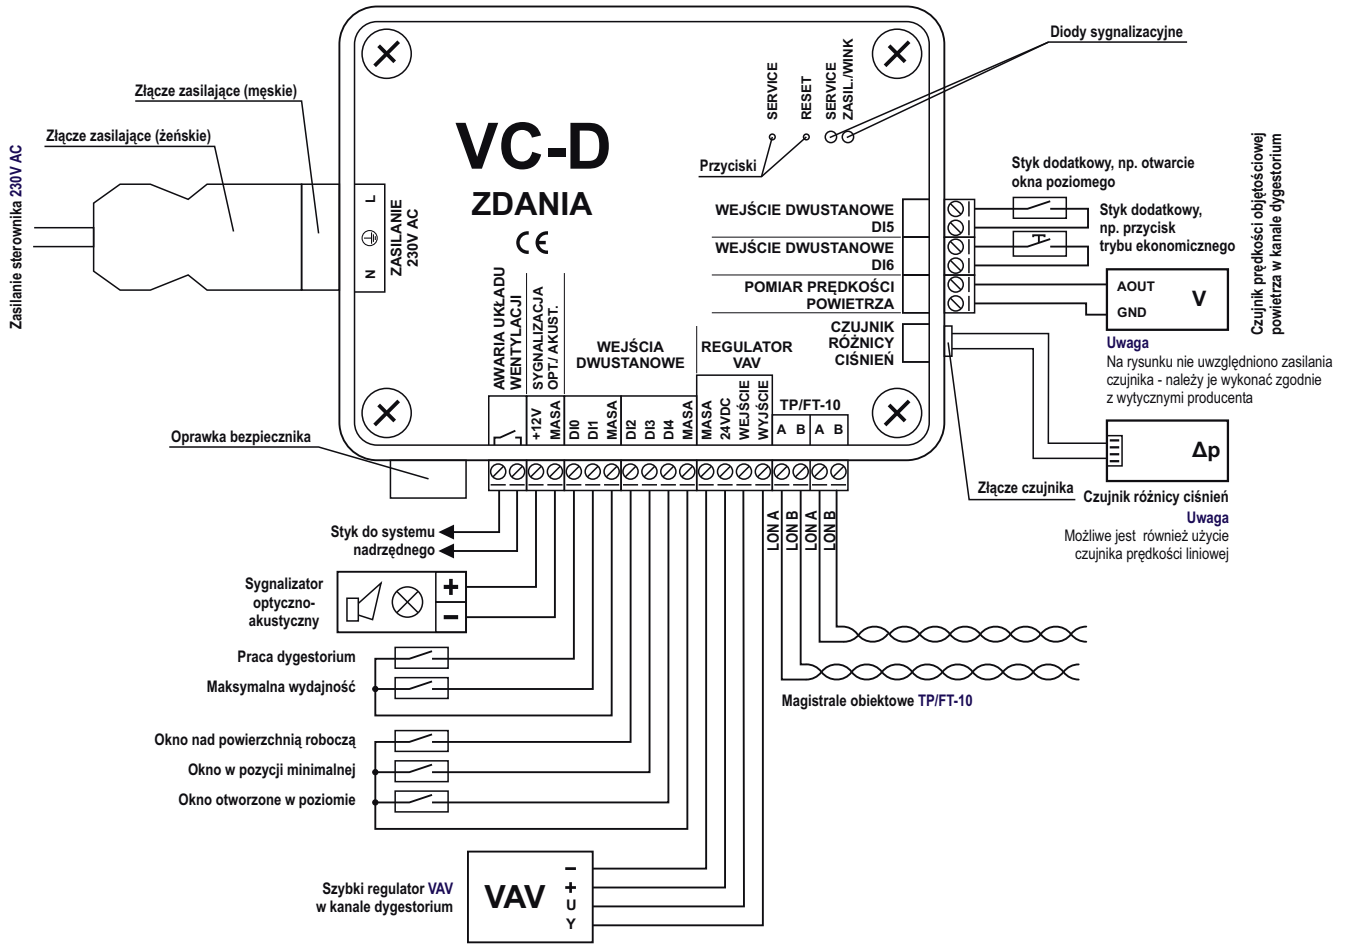 Diody sygnalizacyjne
Złącze zasilające (męskie)
Złącze zasilające (żeńskie)
Zasilanie sterownika 230V AC
L
N
ZASILANIE
230V AC
VC-D
ZDANIA
CE
SERVICE
RESET
SERVICE
ZASIL./WINK
Przyciski
WEJŚCIE DWUSTANOWE
DI5
WEJŚCIE DWUSTANOWE
DI6
POMIAR PRĘDKOŚCI
POWIETRZA
CZUJNIK
RÓŻNICY
CIŚNIEŃ
Styk dodatkowy, np. otwarcie
okna poziomego
Styk dodatkowy,
np. przycisk
trybu ekonomicznego
Czujnik prędkości objętościowej
powietrza w kanale dygestorium
AOUT
GND
V
Uwaga
Na rysunku nie uwzględniono zasilania
czujnika - należy je wykonać zgodnie
z wytycznymi producenta
Δp
Złącze czujnika
Czujnik różnicy ciśnień
Uwaga
Możliwe jest również użycie
czujnika prędkości liniowej
AWARIA UKŁADU
WENTYLACJI
SYGNALIZACJA
OPT./ AKUST.
WEJŚCIA
DWUSTANOWE
REGULATOR
VAV
TP/FT-10
+12V
MASA
DI0
DI1
MASA
DI2
DI3
DI4
MASA
MASA
24VDC
WEJŚCIE
WYJŚCIE
A B A B
Oprawka bezpiecznika
LON A
LON B
LON A
LON B
Styk do systemu
nadrzędnego
Sygnalizator
optyczno-
akustyczny
+
−
Praca dygestorium
Maksymalna wydajność
Magistrale obiektowe TP/FT-10
Okno nad powierzchnią roboczą
Okno w pozycji minimalnej
Okno otworzone w poziomie
Szybki regulator VAV
w kanale dygestorium
VAV
−
+
U
Y